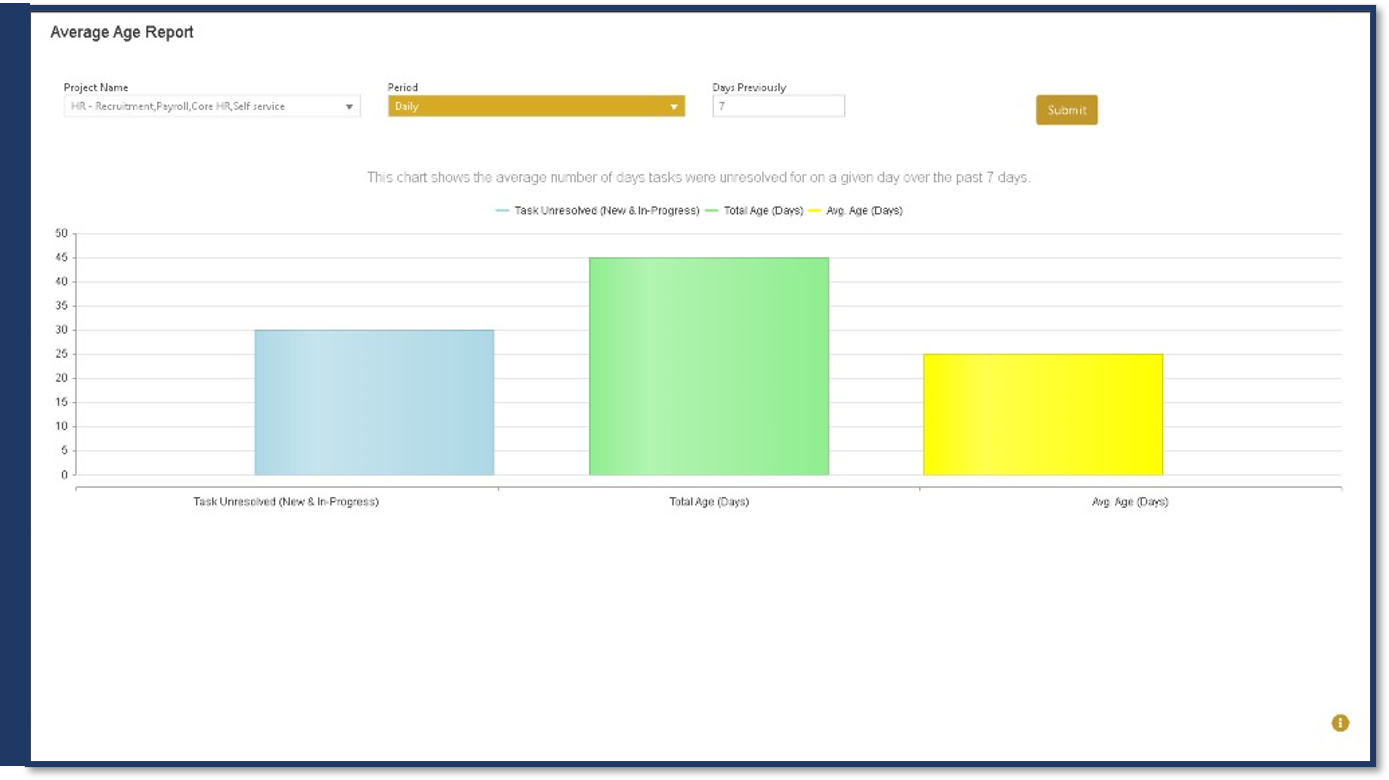 Average Age Report
Project Name Period Days Previously
HR - Recruitment,Payroll,Core HR,Self service Daily 7 Submit
This chart shows the average number of days tasks were unresolved for on a given day over the past 7 days.
Task Unresolved (New & In-Progress) Total Age (Days) Avg. Age (Days)
50
45
40
35
30
25
20
15
10
5
0
Task Unresolved (New & In-Progress) Total Age (Days) Avg. Age (Days)
i